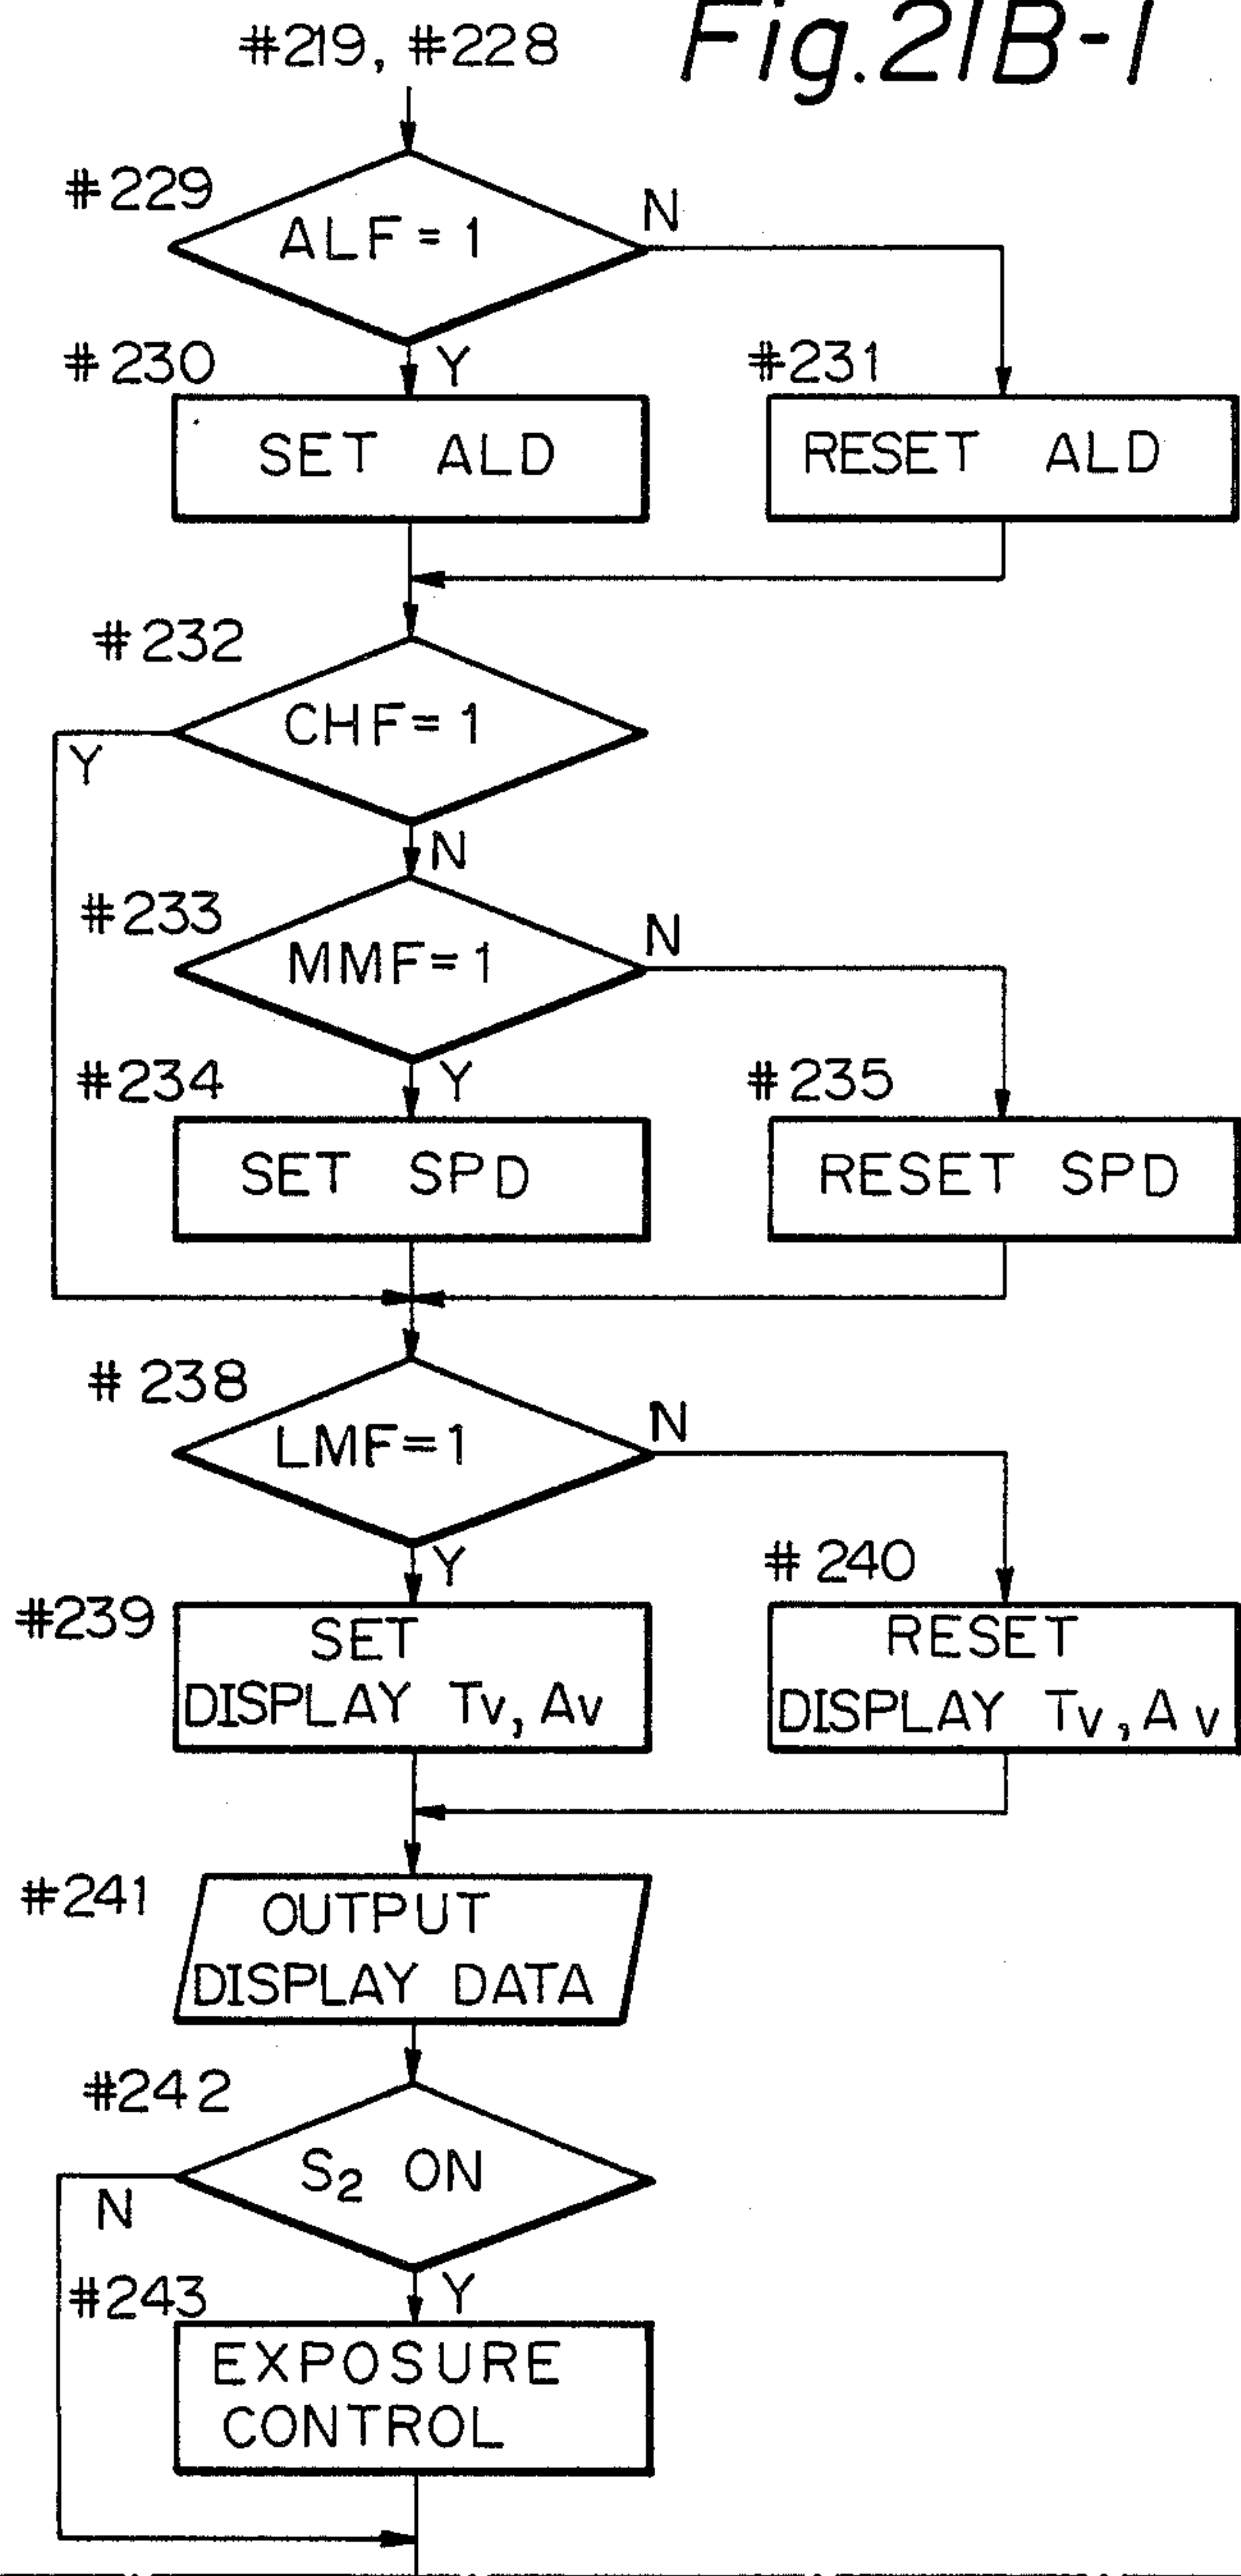 Fig.21B-1
#219, #228
#229
ALF=1
N
Y
#230
SET ALD
#231
RESET ALD
#232
CHF=1
Y
N
#233
MMF=1
N
Y
#234
SET SPD
#235
RESET SPD
#238
LMF=1
N
Y
#239
SET
DISPLAY Tv, Av
#240
RESET
DISPLAY Tv, Av
#241
OUTPUT
DISPLAY DATA
#242
S2 ON
N
Y
#243
EXPOSURE
CONTROL